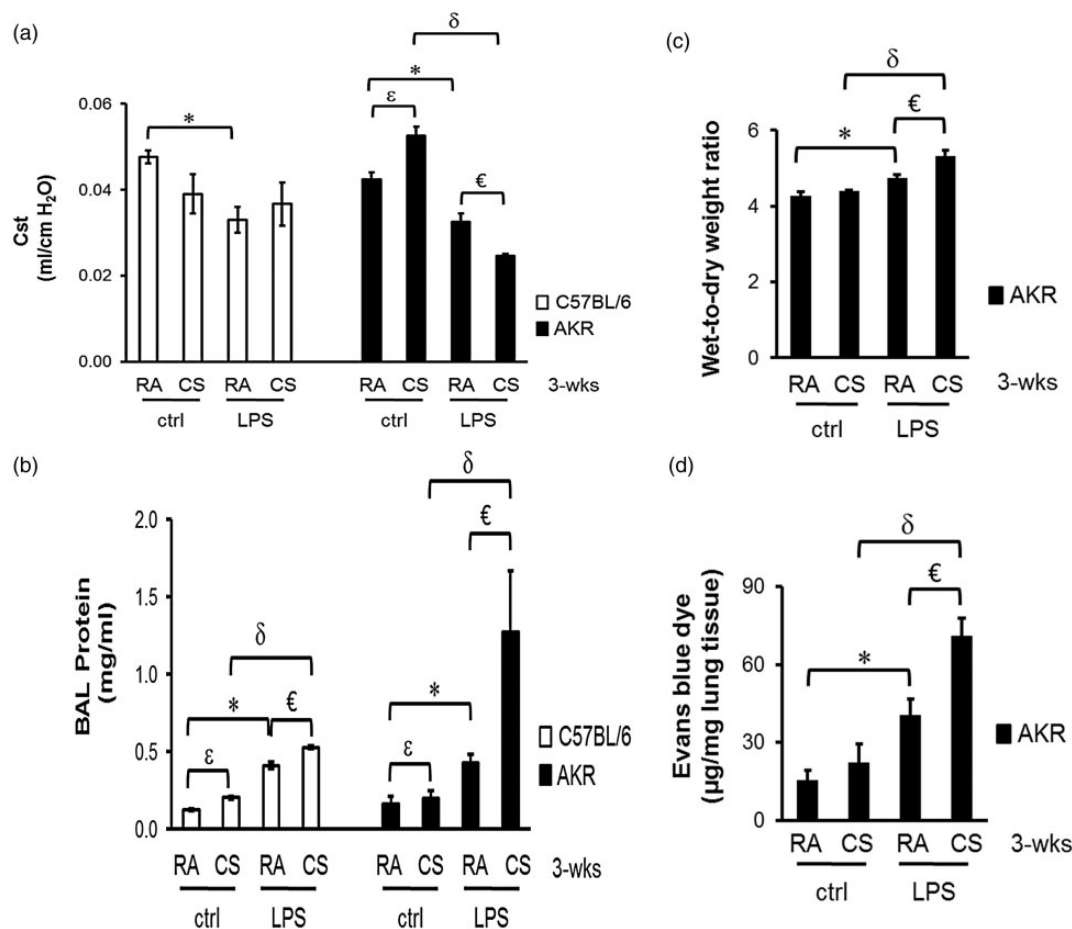 (a)
δ
*
ε
*
€
0.06
0.04
0.02
0.00
Cst
(ml/cm H₂O)
C57BL/6
AKR
RA CS RA CS RA CS RA CS 3-wks
ctrl LPS ctrl LPS
(c)
δ
€
*
6
4
2
0
Wet-to-dry weight ratio
AKR
RA CS RA CS 3-wks
ctrl LPS
(b)
δ
€
δ
*
€
*
ε
ε
2.0
1.5
1.0
0.5
0.0
BAL Protein
(mg/ml)
C57BL/6
AKR
RA CS RA CS RA CS RA CS 3-wks
ctrl LPS ctrl LPS
(d)
δ
€
*
90
60
30
0
Evans blue dye
(µg/mg lung tissue)
AKR
RA CS RA CS 3-wks
ctrl LPS